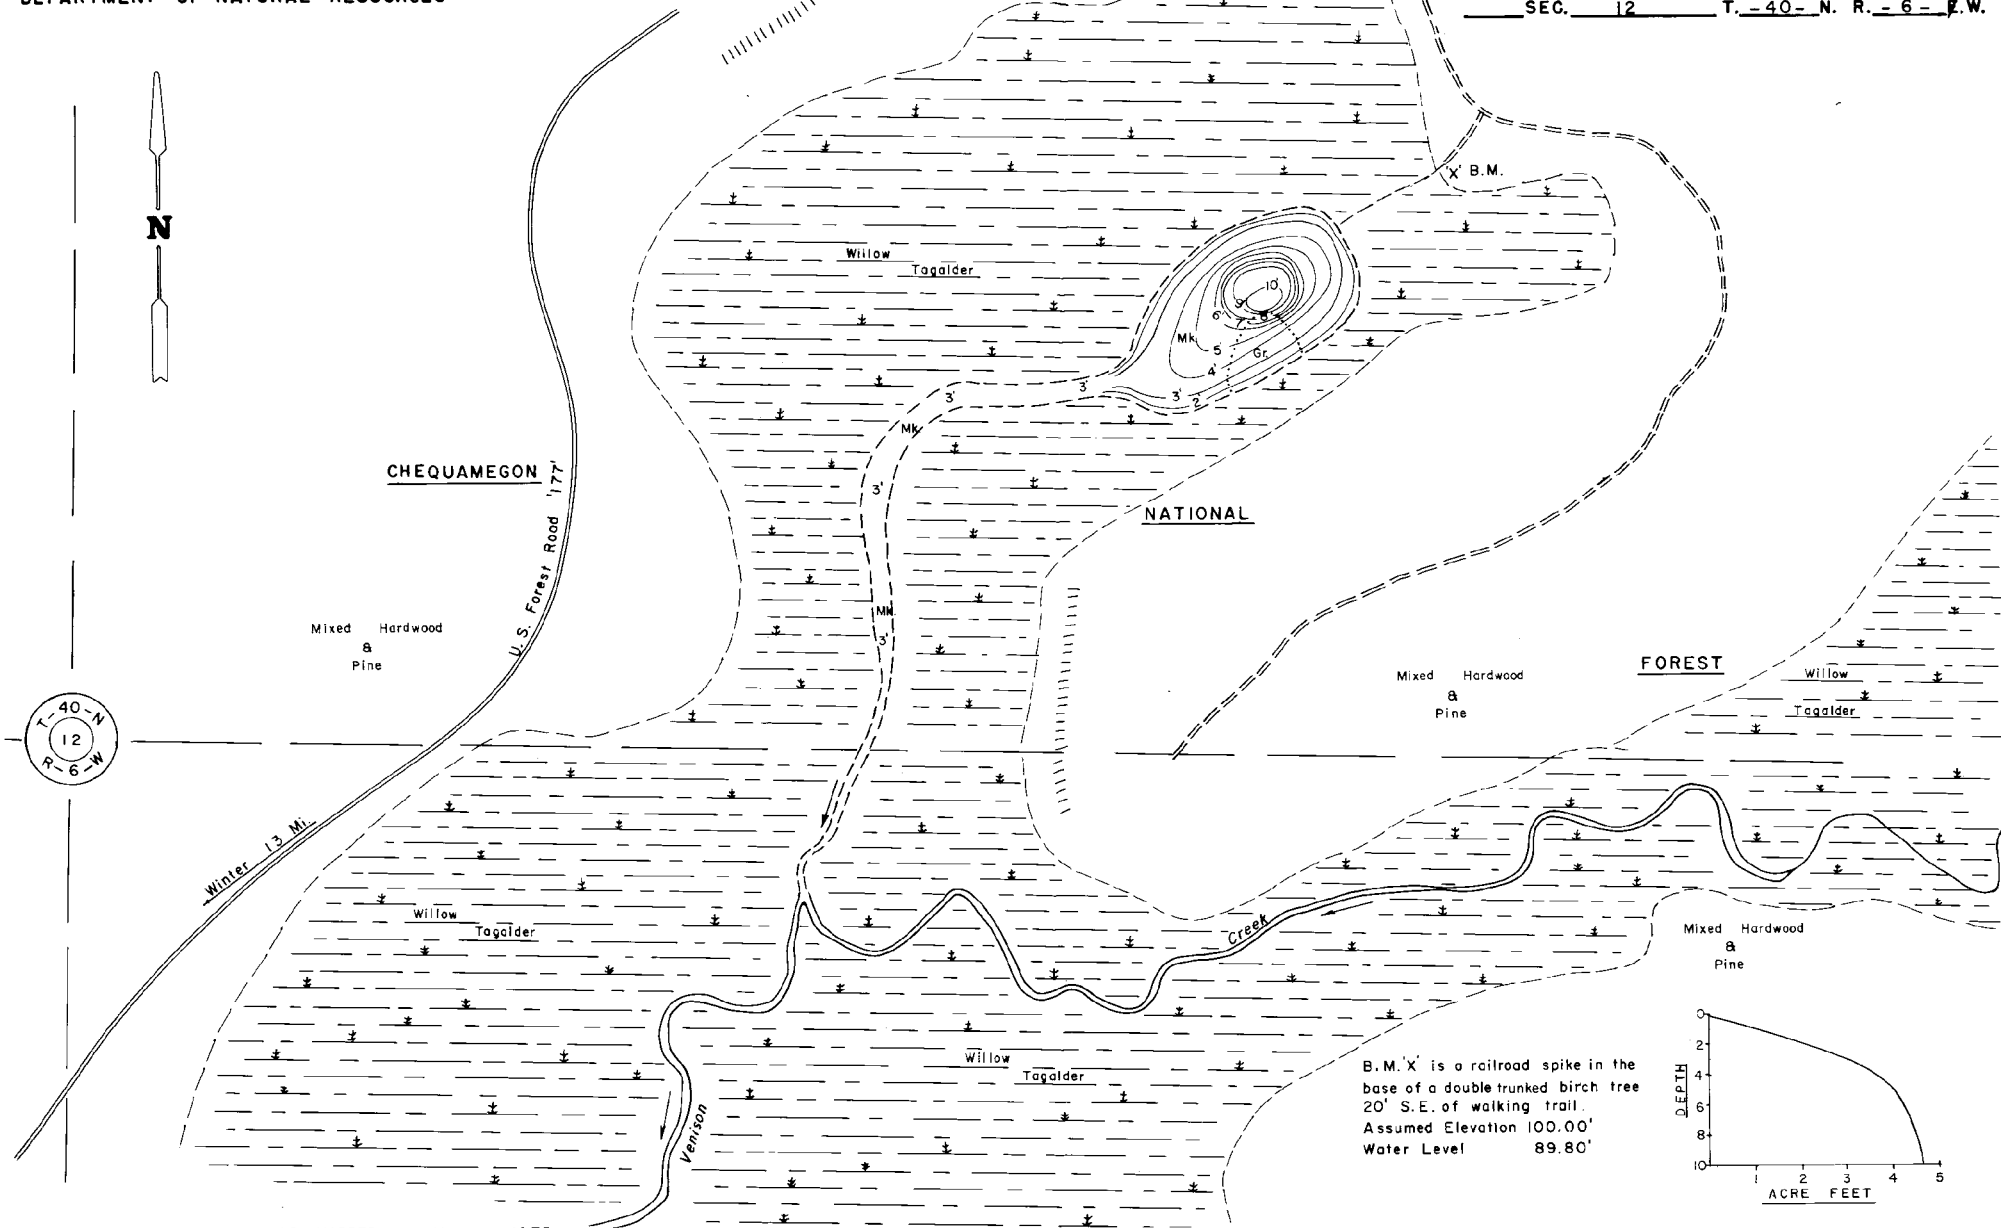 DEPARTMENT OF NATURAL RESOURCES
SEC. 12 T. -40- N. R. -6- E.W.
N
'X' B.M.
Willow
Tagalder
10'
9'
8'
6'
Mk.
5'
Gr.
4'
3'
2'
3'
3'
Mk.
3'
Mk.
3'
CHEQUAMEGON
U.S. Forest Road '177'
NATIONAL
Mixed Hardwood
&
Pine
Mixed Hardwood
&
Pine
FOREST
Willow
Tagalder
T-40-N
12
R-6-W
Winter 13 Mi.
Willow
Tagalder
Creek
Mixed Hardwood
&
Pine
Willow
Tagalder
Venison
B.M. 'X' is a railroad spike in the
base of a double trunked birch tree
20' S.E. of walking trail.
Assumed Elevation 100.00'
Water Level 89.80'
DEPTH
0
2
4
6
8
10
1 2 3 4 5
ACRE FEET